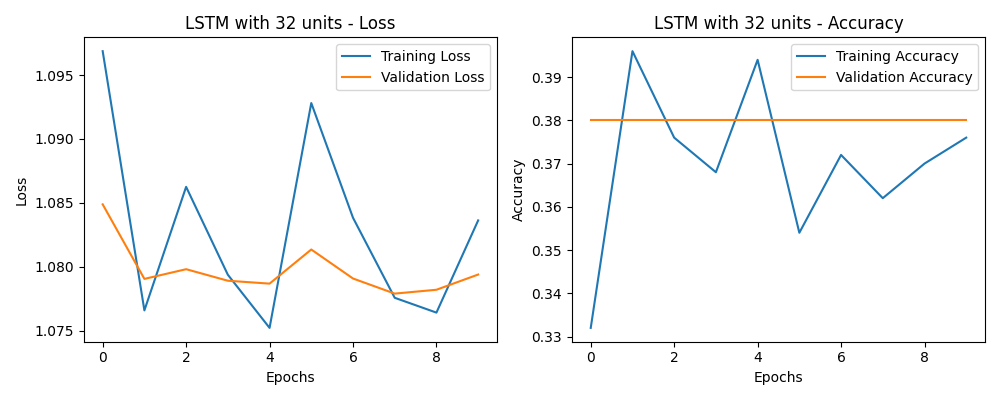 LSTM with 32 units - Loss
Training Loss
Validation Loss
1.095
1.090
1.085
1.080
1.075
Loss
0 2 4 6 8
Epochs
LSTM with 32 units - Accuracy
Training Accuracy
Validation Accuracy
0.39
0.38
0.37
0.36
0.35
0.34
0.33
Accuracy
0 2 4 6 8
Epochs